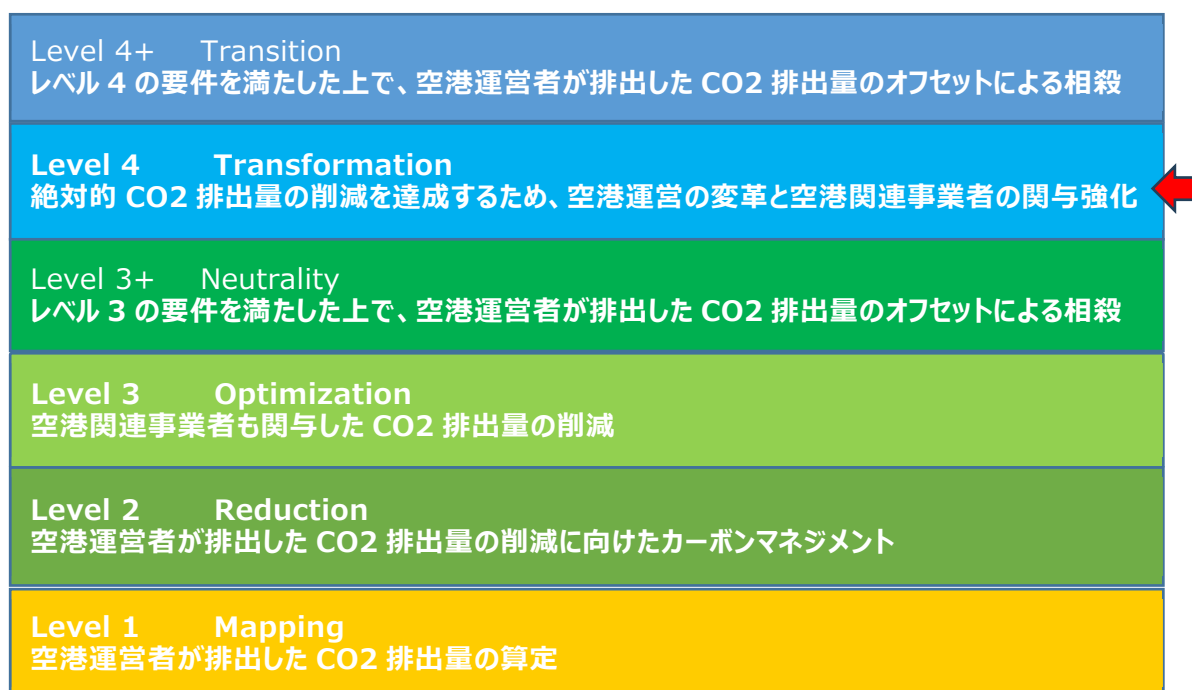 Level 4+ Transition
レベル 4 の要件を満たした上で、空港運営者が排出した CO2 排出量のオフセットによる相殺
Level 4 Transformation
絶対的 CO2 排出量の削減を達成するため、空港運営の変革と空港関連事業者の関与強化
Level 3+ Neutrality
レベル 3 の要件を満たした上で、空港運営者が排出した CO2 排出量のオフセットによる相殺
Level 3 Optimization
空港関連事業者も関与した CO2 排出量の削減
Level 2 Reduction
空港運営者が排出した CO2 排出量の削減に向けたカーボンマネジメント
Level 1 Mapping
空港運営者が排出した CO2 排出量の算定